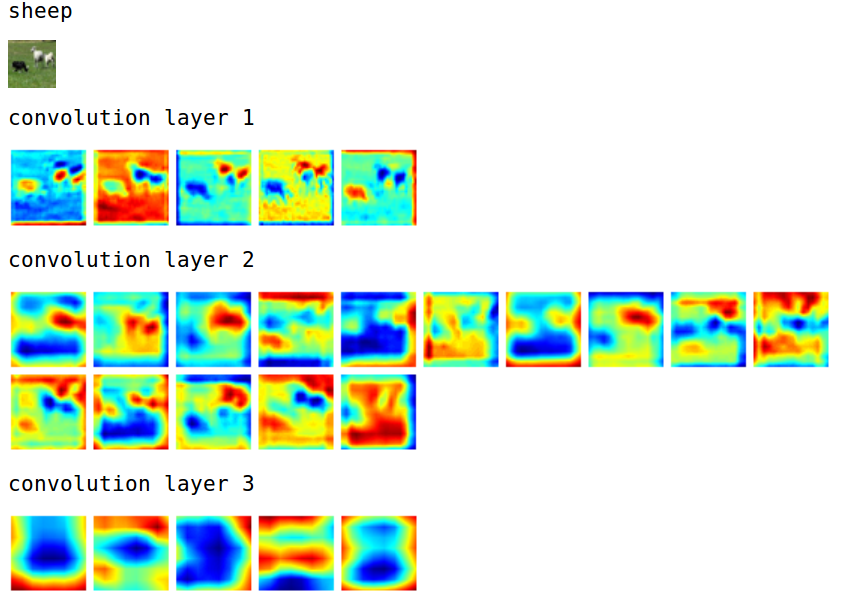 sheep
convolution layer 1
convolution layer 2
convolution layer 3